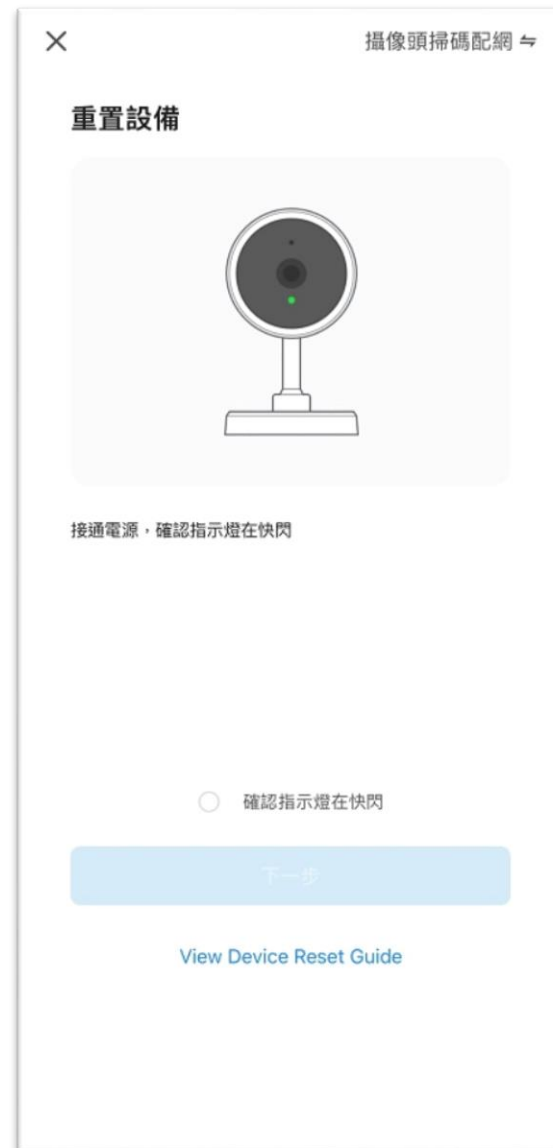 攝像頭掃碼配網
重置設備
接通電源，確認指示燈在快閃
確認指示燈在快閃
下一步
View Device Reset Guide